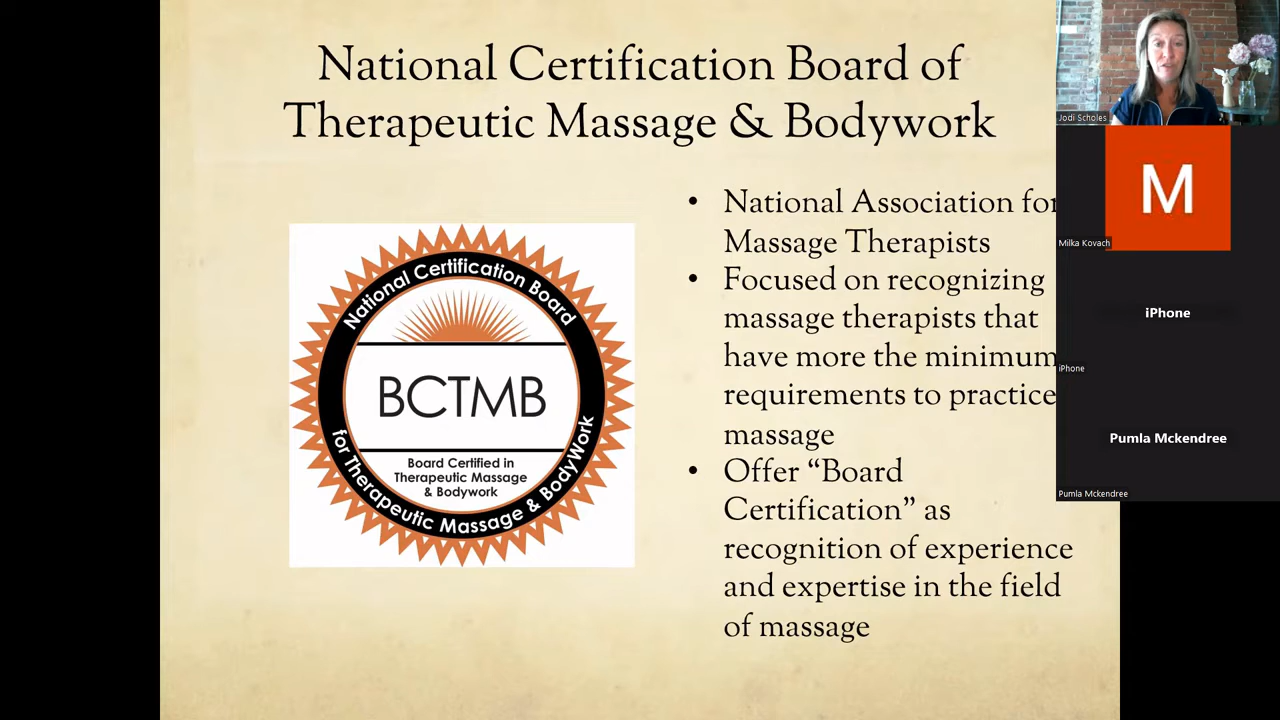 National Certification Board of
Therapeutic Massage & Bodywork
National Certification Board
BCTMB
Board Certified in
Therapeutic Massage
& Bodywork
for Therapeutic Massage & BodyWork
• National Association for
Massage Therapists
• Focused on recognizing
massage therapists that
have more the minimum
requirements to practice
massage
• Offer “Board
Certification” as
recognition of experience
and expertise in the field
of massage
Jodi Scholes
M
Milka Kovach
iPhone
iPhone
Pumla Mckendree
Pumla Mckendree